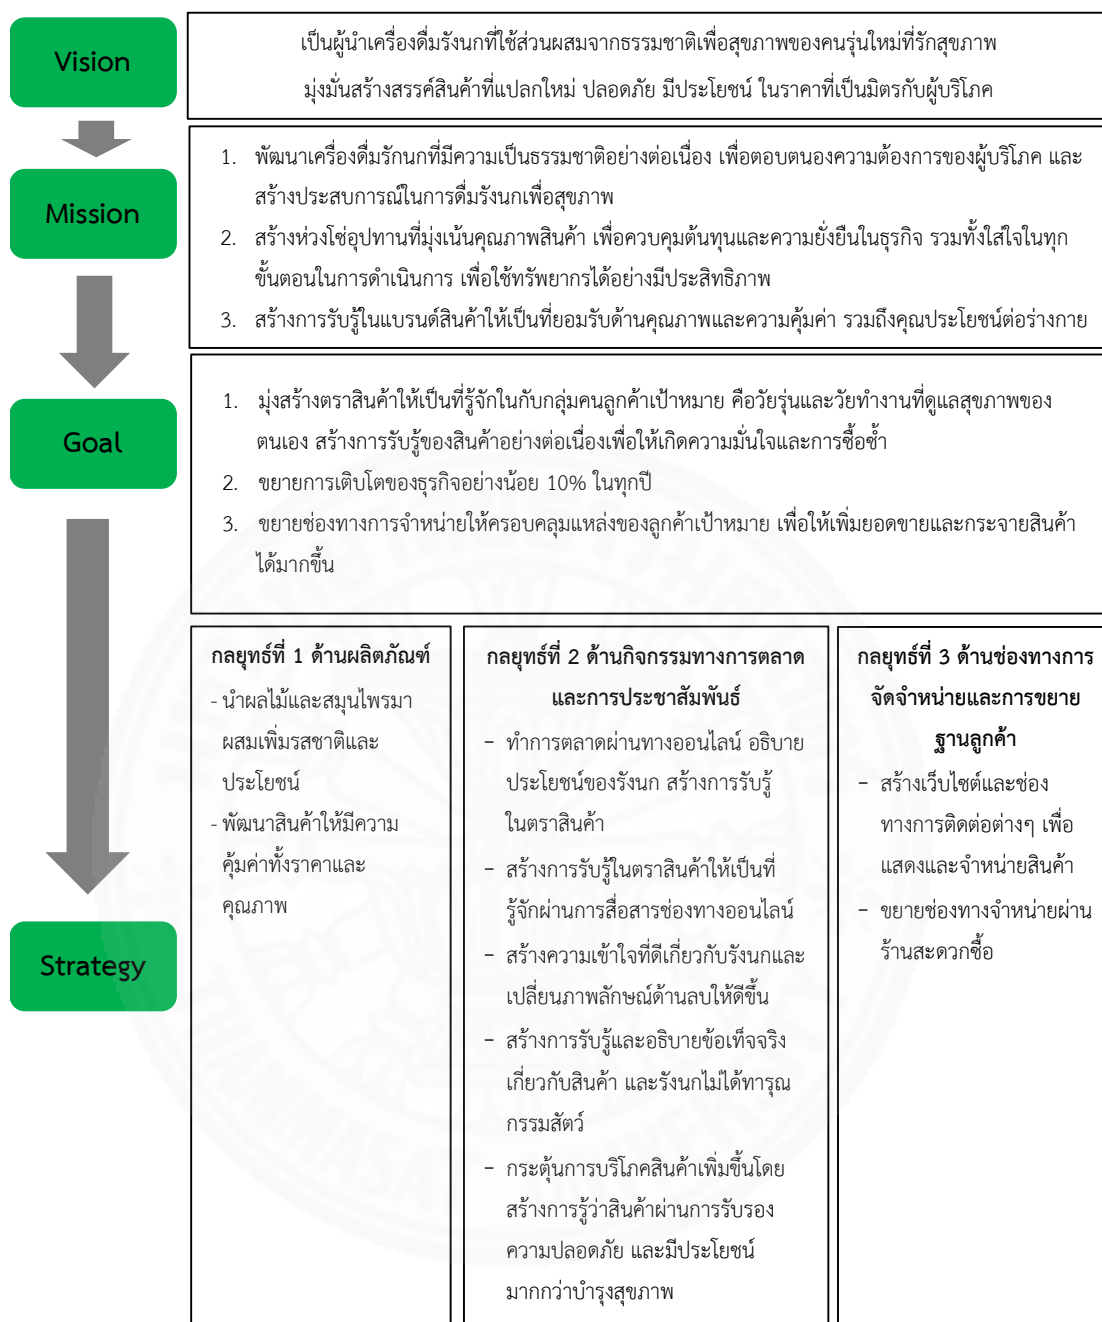 Vision
เป็นผู้นำเครื่องดื่มรังนกที่ใช้ส่วนผสมจากธรรมชาติเพื่อสุขภาพของคนรุ่นใหม่ที่รักสุขภาพ
มุ่งมั่นสร้างสรรค์สินค้าที่แปลกใหม่ ปลอดภัย มีประโยชน์ ในราคาที่เป็นมิตรกับผู้บริโภค
Mission
1. พัฒนาเครื่องดื่มรักนกที่มีความเป็นธรรมชาติอย่างต่อเนื่อง เพื่อตอบตนองความต้องการของผู้บริโภค และ
สร้างประสบการณ์ในการดื่มรังนกเพื่อสุขภาพ
2. สร้างห่วงโซ่อุปทานที่มุ่งเน้นคุณภาพสินค้า เพื่อควบคุมต้นทุนและความยั่งยืนในธุรกิจ รวมทั้งใส่ใจในทุก
ขั้นตอนในการดำเนินการ เพื่อใช้ทรัพยากรได้อย่างมีประสิทธิภาพ
3. สร้างการรับรู้ในแบรนด์สินค้าให้เป็นที่ยอมรับด้านคุณภาพและความคุ้มค่า รวมถึงคุณประโยชน์ต่อร่างกาย
Goal
1. มุ่งสร้างตราสินค้าให้เป็นที่รู้จักในกับกลุ่มคนลูกค้าเป้าหมาย คือวัยรุ่นและวัยทำงานที่ดูแลสุขภาพของ
ตนเอง สร้างการรับรู้ของสินค้าอย่างต่อเนื่องเพื่อให้เกิดความมั่นใจและการซื้อซ้ำ
2. ขยายการเติบโตของธุรกิจอย่างน้อย 10% ในทุกปี
3. ขยายช่องทางการจำหน่ายให้ครอบคลุมแหล่งของลูกค้าเป้าหมาย เพื่อให้เพิ่มยอดขายและกระจายสินค้า
ได้มากขึ้น
Strategy
กลยุทธ์ที่ 1 ด้านผลิตภัณฑ์
- นำผลไม้และสมุนไพรมา
ผสมเพิ่มรสชาติและ
ประโยชน์
- พัฒนาสินค้าให้มีความ
คุ้มค่าทั้งราคาและ
คุณภาพ
กลยุทธ์ที่ 2 ด้านกิจกรรมทางการตลาด
และการประชาสัมพันธ์
- ทำการตลาดผ่านทางออนไลน์ อธิบาย
ประโยชน์ของรังนก สร้างการรับรู้
ในตราสินค้า
- สร้างการรับรู้ในตราสินค้าให้เป็นที่
รู้จักผ่านการสื่อสารช่องทางออนไลน์
- สร้างความเข้าใจที่ดีเกี่ยวกับรังนกและ
เปลี่ยนภาพลักษณ์ด้านลบให้ดีขึ้น
- สร้างการรับรู้และอธิบายข้อเท็จจริง
เกี่ยวกับสินค้า และรังนกไม่ได้ทารุณ
กรรมสัตว์
- กระตุ้นการบริโภคสินค้าเพิ่มขึ้นโดย
สร้างการรู้ว่าสินค้าผ่านการรับรอง
ความปลอดภัย และมีประโยชน์
มากกว่าบำรุงสุขภาพ
กลยุทธ์ที่ 3 ด้านช่องทางการ
จัดจำหน่ายและการขยาย
ฐานลูกค้า
- สร้างเว็บไซต์และช่อง
ทางการติดต่อต่างๆ เพื่อ
แสดงและจำหน่ายสินค้า
- ขยายช่องทางจำหน่ายผ่าน
ร้านสะดวกซื้อ